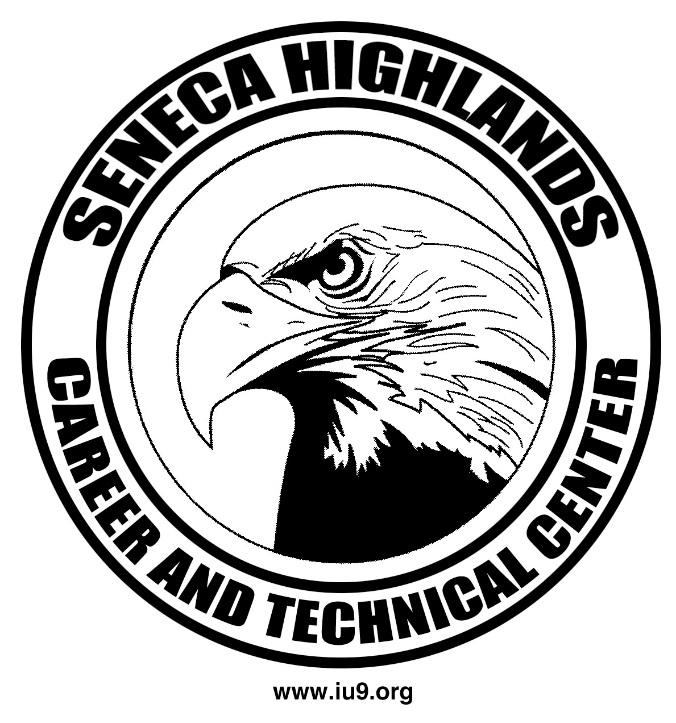 SENECA HIGHLANDS
CAREER AND TECHNICAL CENTER
www.iu9.org